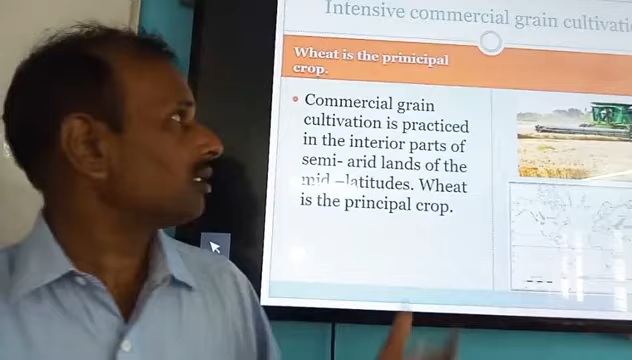 Intensive commercial grain
Wheat is the prinicipal
crop.
Commercial grain
cultivation is practiced
in the interior parts of
semi- arid lands of the
mid –latitudes. Wheat
is the principal crop.